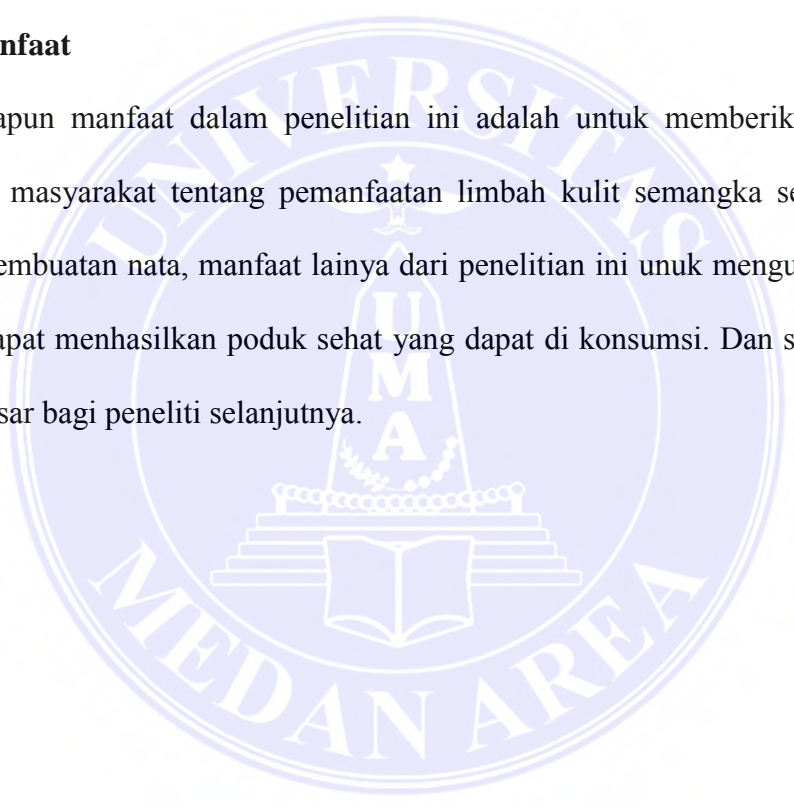 nfaat
apun manfaat dalam penelitian ini adalah untuk memberik
masyarakat tentang pemanfaatan limbah kulit semangka se
embuatan nata, manfaat lainya dari penelitian ini unuk mengu
apat menhasilkan poduk sehat yang dapat di konsumsi. Dan s
sar bagi peneliti selanjutnya.
UNIVERSITAS
UMA
MEDAN AREA